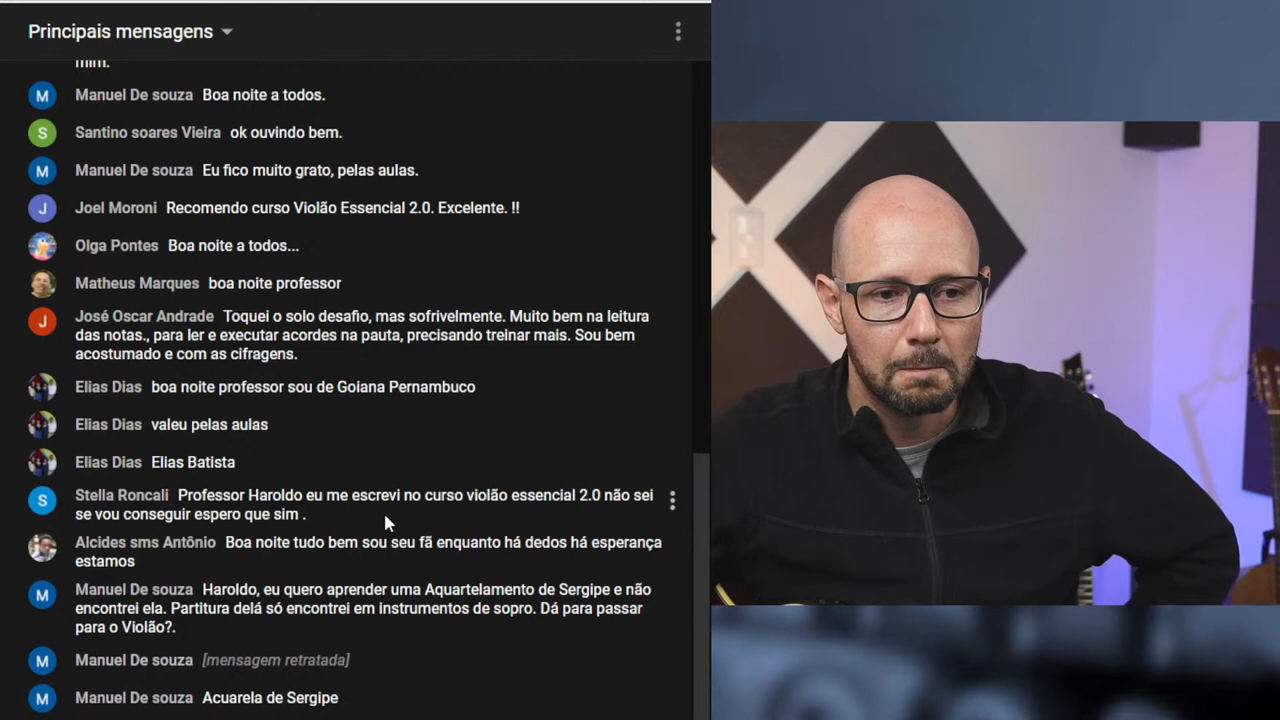 Principais mensagens
mim.
M Manuel De souza Boa noite a todos.
S Santino soares Vieira ok ouvindo bem.
M Manuel De souza Eu fico muito grato, pelas aulas.
J Joel Moroni Recomendo curso Violão Essencial 2.0. Excelente. !!
Olga Pontes Boa noite a todos...
Matheus Marques boa noite professor
J José Oscar Andrade Toquei o solo desafio, mas sofrivelmente. Muito bem na leitura
das notas., para ler e executar acordes na pauta, precisando treinar mais. Sou bem
acostumado e com as cifragens.
Elias Dias boa noite professor sou de Goiana Pernambuco
Elias Dias valeu pelas aulas
Elias Dias Elias Batista
S Stella Roncali Professor Haroldo eu me escrevi no curso violão essencial 2.0 não sei
se vou conseguir espero que sim .
Alcides sms Antônio Boa noite tudo bem sou seu fã enquanto há dedos há esperança
estamos
M Manuel De souza Haroldo, eu quero aprender uma Aquartelamento de Sergipe e não
encontrei ela. Partitura delá só encontrei em instrumentos de sopro. Dá para passar
para o Violão?.
M Manuel De souza [mensagem retratada]
M Manuel De souza Acuarela de Sergipe